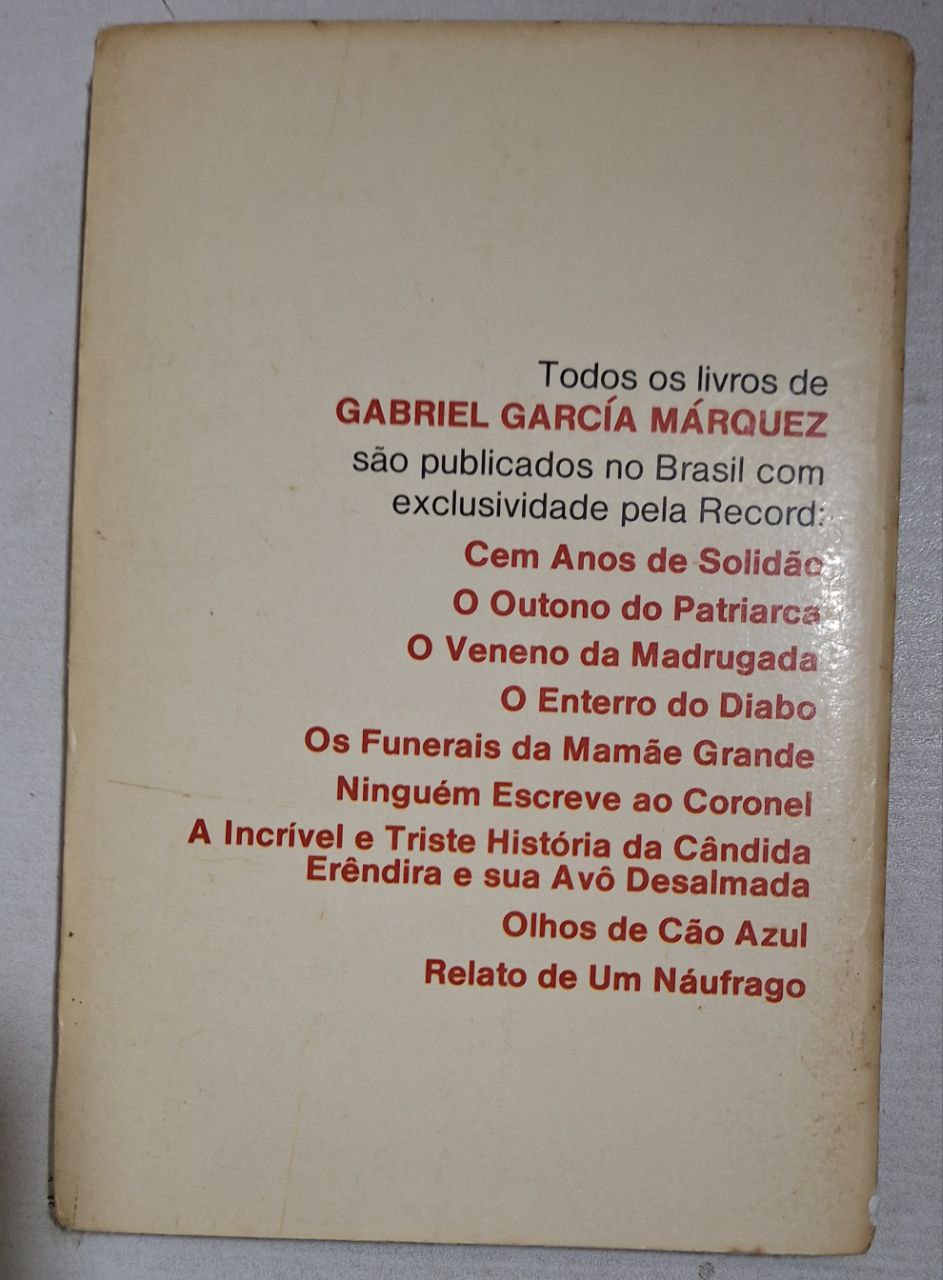 Todos os livros de
GABRIEL GARCÍA MÁRQUEZ
são publicados no Brasil com
exclusividade pela Record:
Cem Anos de Solidão
O Outono do Patriarca
O Veneno da Madrugada
O Enterro do Diabo
Os Funerais da Mamãe Grande
Ninguém Escreve ao Coronel
A Incrível e Triste História da Cândida
Erêndira e sua Avô Desalmada
Olhos de Cão Azul
Relato de Um Náufrago